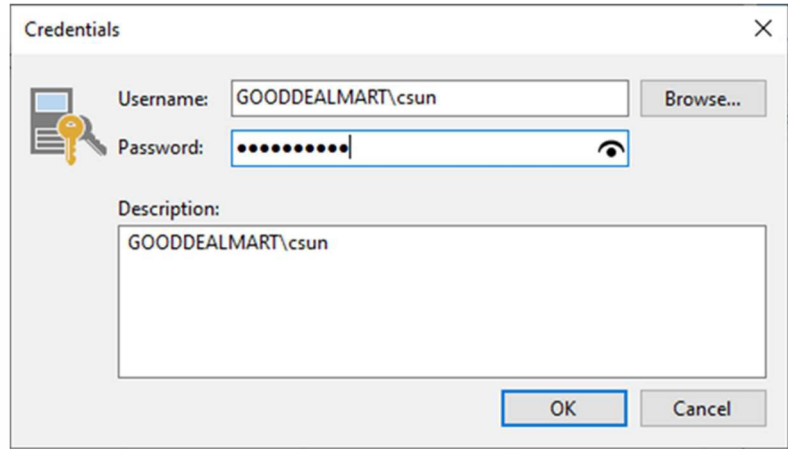 Credentials
Username: GOODDEALMART\csun Browse...
Password: ••••••••••
Description:
GOODDEALMART\csun
OK Cancel